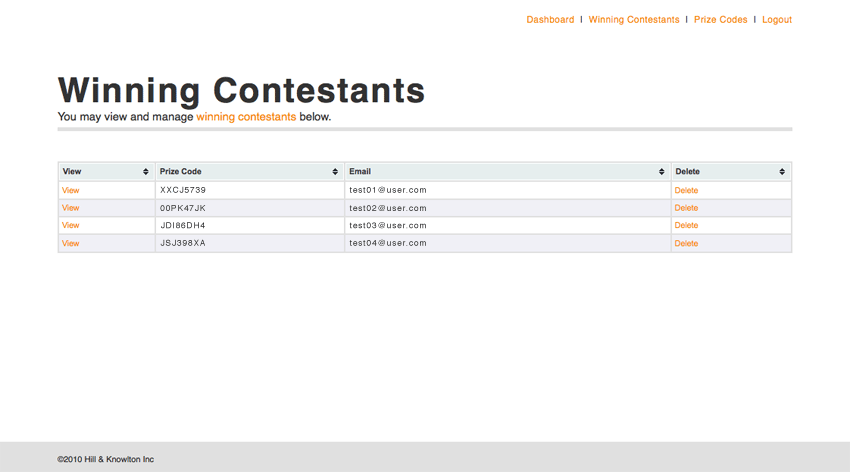 Dashboard | Winning Contestants | Prize Codes | Logout
Winning Contestants
You may view and manage winning contestants below.
View Prize Code Email Delete
View XXCJ5739 test01@user.com Delete
View 00PK47JK test02@user.com Delete
View JDI86DH4 test03@user.com Delete
View JSJ398XA test04@user.com Delete
©2010 Hill & Knowlton Inc